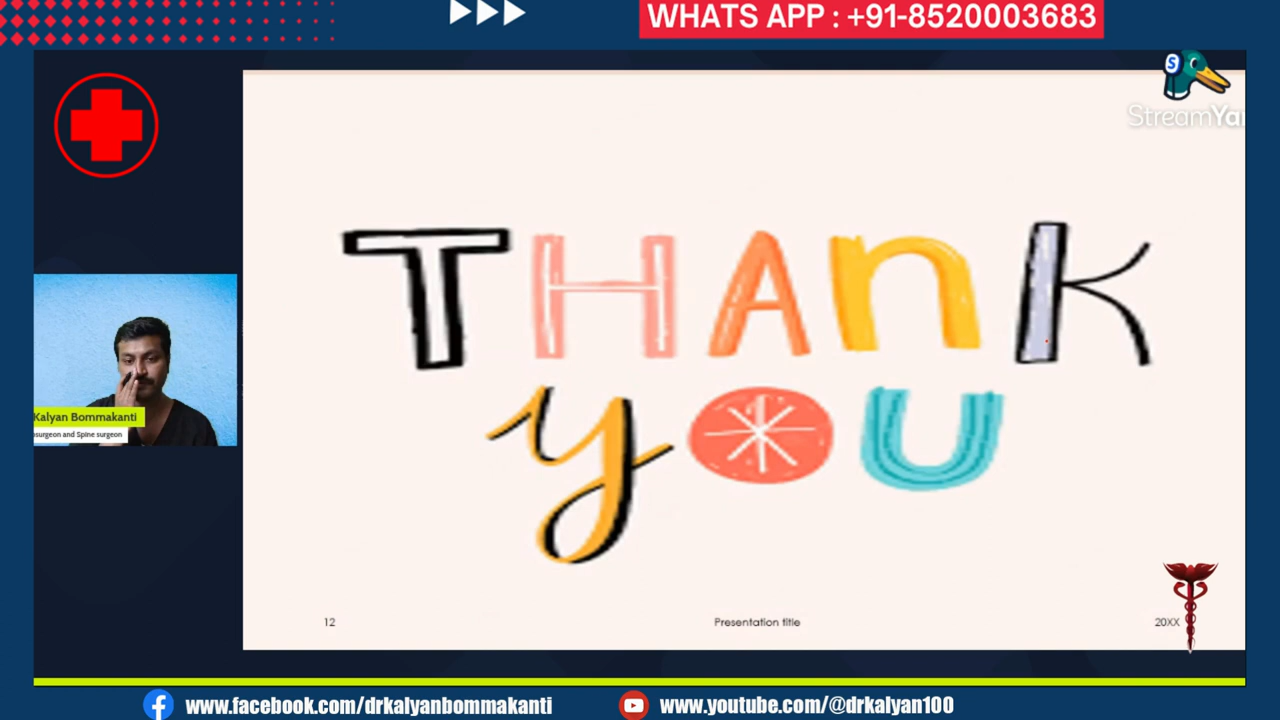 WHATS APP : +91-8520003683
StreamYa
THANK
YOU
Kalyan Bommakanti
surgeon and Spine surgeon
12
Presentation title
20XX
www.facebook.com/drkalyanbommakanti
www.youtube.com/@drkalyan100